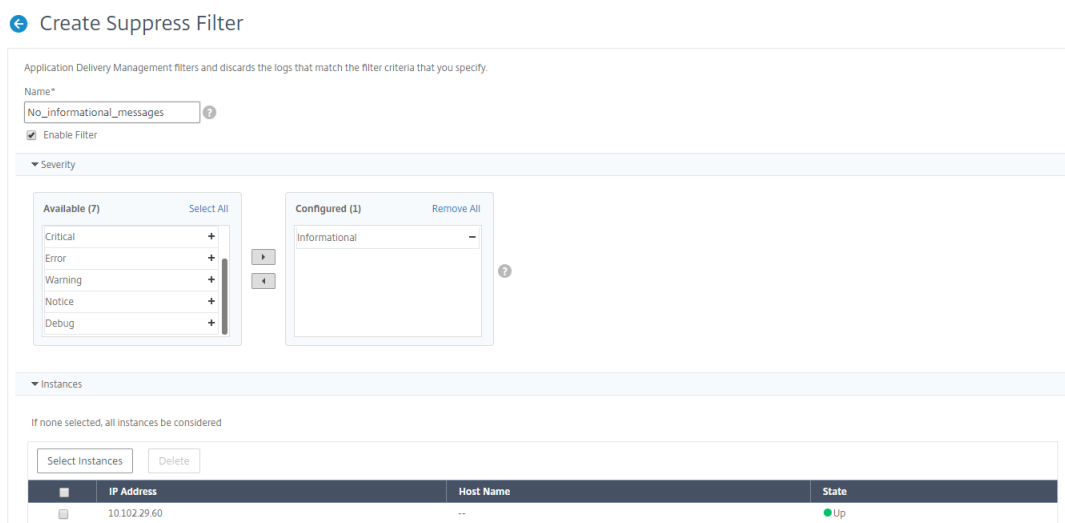 Create Suppress Filter
Application Delivery Management filters and discards the logs that match the filter criteria that you specify.
Name*
No_informational_messages ?
Enable Filter
Severity
Available (7) Select All
Configured (1) Remove All
Critical +
Error +
Warning +
Notice +
Debug +
Informational −
?
Instances
If none selected, all instances be considered
Select Instances Delete
IP Address Host Name State
10.102.29.60 -- Up